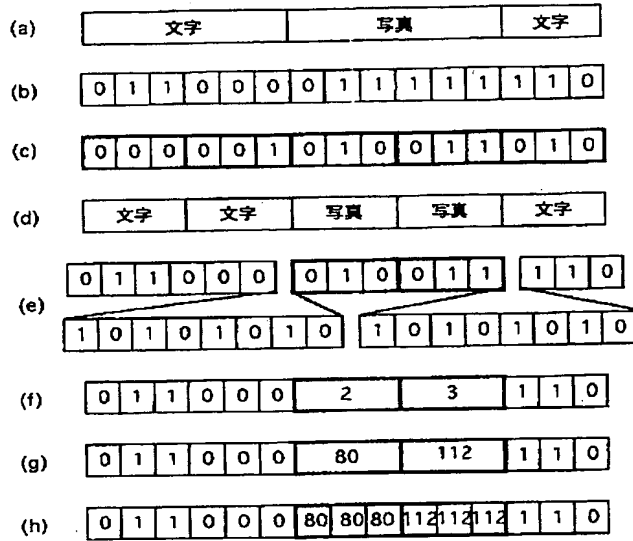 (a) 文字 写真 文字
(b) 0 1 1 0 0 0 0 1 1 1 1 1 1 1 0
(c) 0 0 0 0 0 1 0 1 0 0 1 1 0 1 0
(d) 文字 文字 写真 写真 文字
(e) 0 1 1 0 0 0 0 1 0 0 1 1 1 1 0
1 0 1 0 1 0 1 0 1 0 1 0 1 0 1 0
(f) 0 1 1 0 0 0 2 3 1 1 0
(g) 0 1 1 0 0 0 80 112 1 1 0
(h) 0 1 1 0 0 0 80 80 80 112 112 112 1 1 0